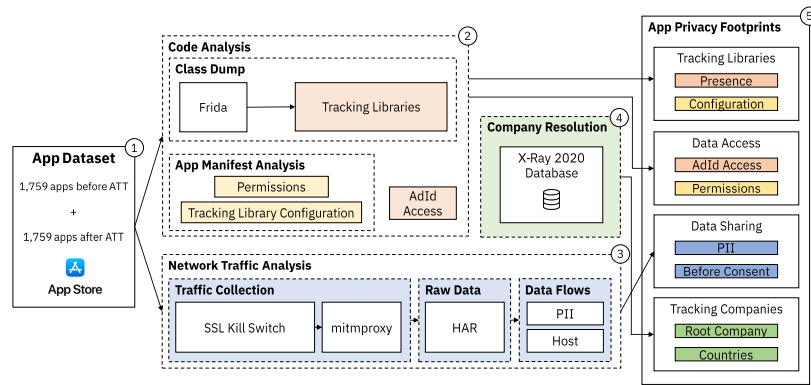 1
App Dataset
1,759 apps before ATT
+
1,759 apps after ATT
App Store
2
Code Analysis
Class Dump
Frida
Tracking Libraries
App Manifest Analysis
Permissions
Tracking Library Configuration
AdId
Access
3
Network Traffic Analysis
Traffic Collection
SSL Kill Switch
mitmproxy
Raw Data
HAR
Data Flows
PII
Host
4
Company Resolution
X-Ray 2020
Database
5
App Privacy Footprints
Tracking Libraries
Presence
Configuration
Data Access
AdId Access
Permissions
Data Sharing
PII
Before Consent
Tracking Companies
Root Company
Countries